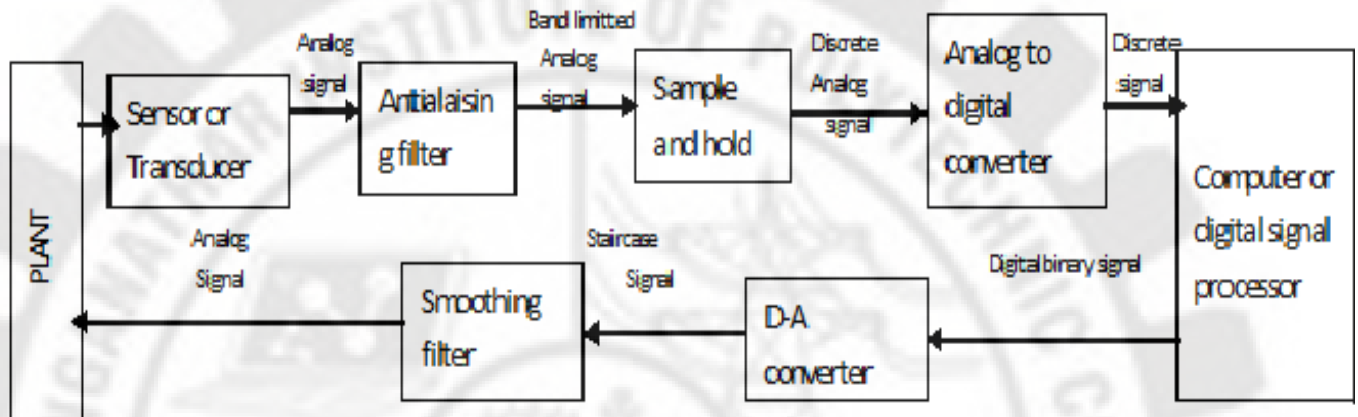 PLANT
Sensor or
Transducer
Analog
signal
Antialaisin
g filter
Band limitted
Analog
signal
Sample
and hold
Discrete
Analog
signal
Analog to
digital
converter
Discrete
signal
Computer or
digital signal
processor
Digital binary signal
D-A
converter
Staircase
Signal
Smoothing
filter
Analog
Signal